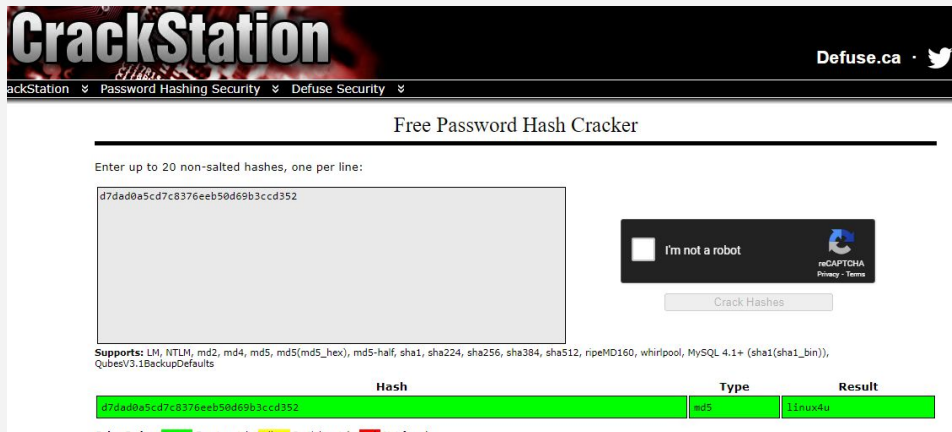 CrackStation
Defuse.ca ·
ackStation Password Hashing Security Defuse Security
Free Password Hash Cracker
Enter up to 20 non-salted hashes, one per line:
d7dad0a5cd7c8376eeb50d69b3ccd352
I'm not a robot
reCAPTCHA
Privacy - Terms
Crack Hashes
Supports: LM, NTLM, md2, md4, md5, md5(md5_hex), md5-half, sha1, sha224, sha256, sha384, sha512, ripeMD160, whirlpool, MySQL 4.1+ (sha1(sha1_bin)),
QubesV3.1BackupDefaults
Hash Type Result
d7dad0a5cd7c8376eeb50d69b3ccd352 md5 linux4u